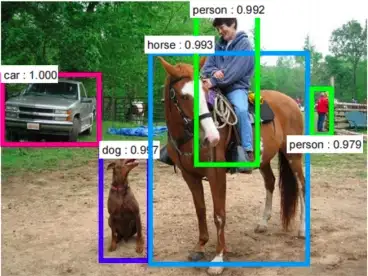 person : 0.992
horse : 0.993
car : 1.000
dog : 0.997
person : 0.979